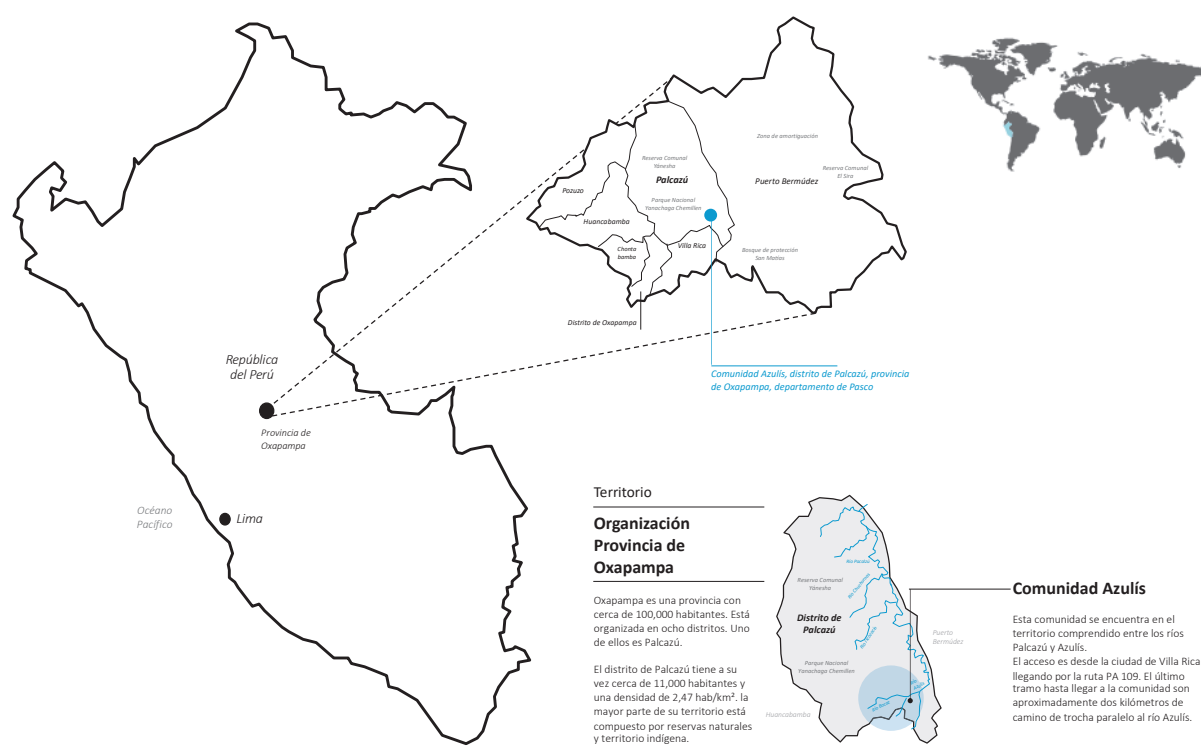 Zona de amortiguación
Reserva Comunal
Yánesha
Reserva Comunal
El Sira
Palcazú
Puerto Bermúdez
Pozuzo
Parque Nacional
Yanachaga Chemillen
Huancabamba
Chonta
bamba
Villa Rica
Bosque de protección
San Matías
Distrito de Oxapampa
República
del Perú
Comunidad Azulís, distrito de Palcazú, provincia
de Oxapampa, departamento de Pasco
Provincia de
Oxapampa
Océano
Pacífico
Lima
Territorio
Organización
Provincia de
Oxapampa
Oxapampa es una provincia con
cerca de 100,000 habitantes. Está
organizada en ocho distritos. Uno
de ellos es Palcazú.
El distrito de Palcazú tiene a su
vez cerca de 11,000 habitantes y
una densidad de 2,47 hab/km². la
mayor parte de su territorio está
compuesto por reservas naturales
y territorio indígena.
Río Palcazú
Reserva Comunal
Yánesha
Distrito de
Palcazú
Puerto
Bermúdez
Parque Nacional
Yanachaga Chemillen
Huancabamba
Comunidad Azulís
Esta comunidad se encuentra en el
territorio comprendido entre los ríos
Palcazú y Azulís.
El acceso es desde la ciudad de Villa Rica
llegando por la ruta PA 109. El último
tramo hasta llegar a la comunidad son
aproximadamente dos kilómetros de
camino de trocha paralelo al río Azulís.